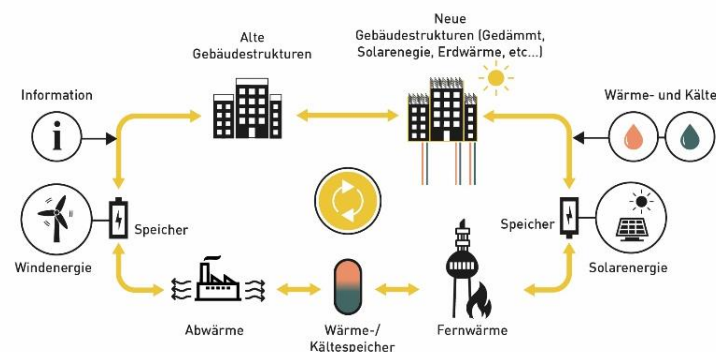 Alte
Gebäudestrukturen
Neue
Gebäudestrukturen (Gedämmt,
Solarenegie, Erdwärme, etc...)
Information
Wärme- und Kälte
Speicher
Windenergie
Speicher
Solarenergie
Abwärme
Wärme-/
Kältespeicher
Fernwärme